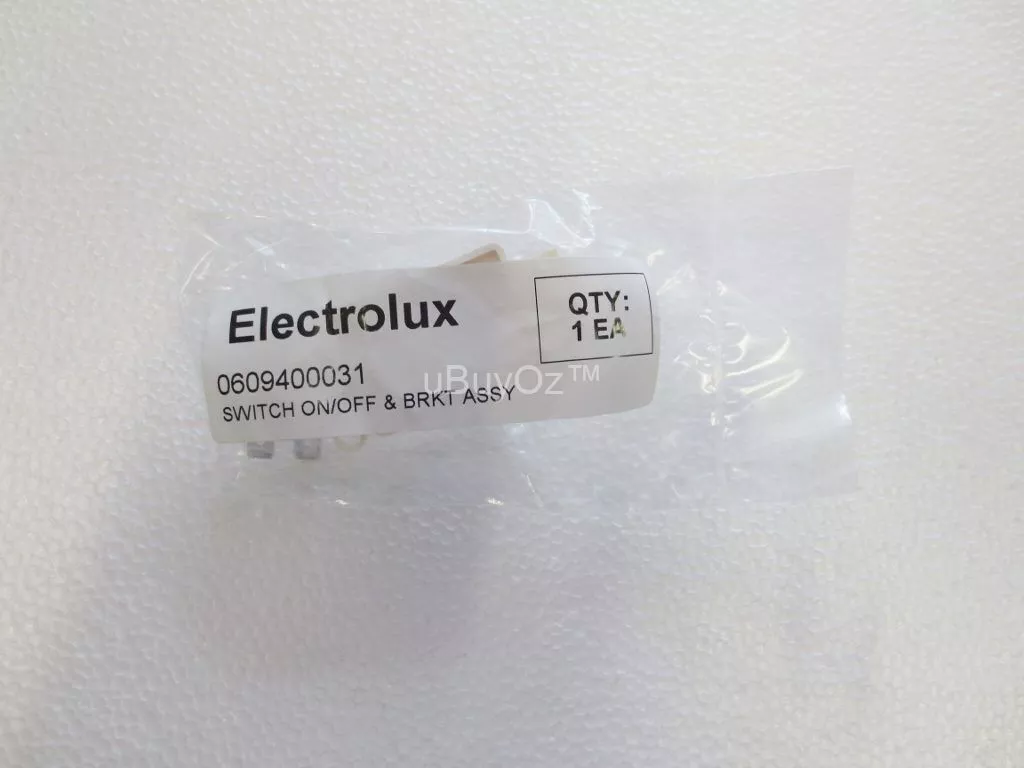 Electrolux
QTY:
1 EA
0609400031
SWITCH ON/OFF & BRKT ASSY
uBuyOz™